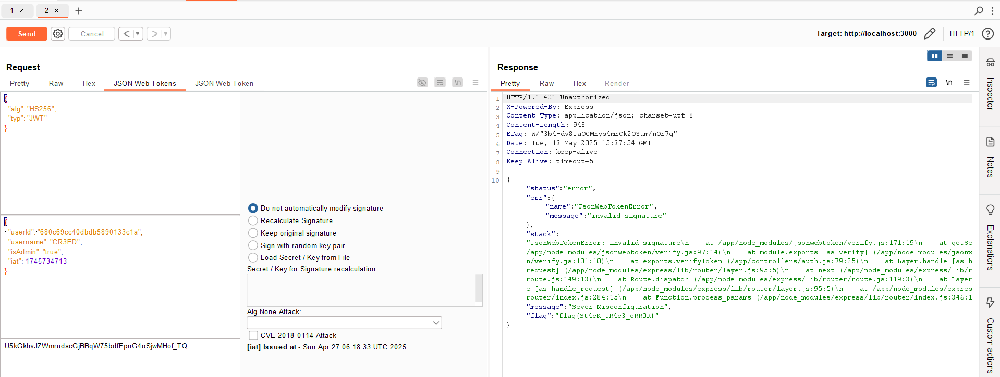 1 ×
2 ×
+
Send
Cancel
<
>
Target: http://localhost:3000
HTTP/1
?
Request
Pretty
Raw
Hex
JSON Web Tokens
JSON Web Token
\n
{
"alg":"HS256",
"typ":"JWT"
}
{
"userId":"680c69cc40dbdb5890133c1a",
"username":"CR3ED",
"isAdmin":"true",
"iat":1745734713
}
U5kGkhvJZWmrudscGjBBqW75bdfFpnG4oSjwMHof_TQ
Do not automatically modify signature
Recalculate Signature
Keep original signature
Sign with random key pair
Load Secret / Key from File
Secret / Key for Signature recalculation:
Alg None Attack:
-
CVE-2018-0114 Attack
[iat] Issued at - Sun Apr 27 06:18:33 UTC 2025
Response
Pretty
Raw
Hex
Render
\n
1 HTTP/1.1 401 Unauthorized
2 X-Powered-By: Express
3 Content-Type: application/json; charset=utf-8
4 Content-Length: 948
5 ETag: W/"3b4-dv8JaQGMnys4mrCk2QYum/nOr7g"
6 Date: Tue, 13 May 2025 15:37:54 GMT
7 Connection: keep-alive
8 Keep-Alive: timeout=5
9
10 {
"status":"error",
"err":{
"name":"JsonWebTokenError",
"message":"invalid signature"
},
"stack":
"JsonWebTokenError: invalid signature\n    at /app/node_modules/jsonwebtoken/verify.js:171:19\n    at getSe
/app/node_modules/jsonwebtoken/verify.js:97:14)\n    at module.exports [as verify] (/app/node_modules/jsonw
n/verify.js:101:10)\n    at exports.verifyToken (/app/controllers/auth.js:79:25)\n    at Layer.handle [as h
request] (/app/node_modules/express/lib/router/layer.js:95:5)\n    at next (/app/node_modules/express/lib/r
route.js:149:13)\n    at Route.dispatch (/app/node_modules/express/lib/router/route.js:119:3)\n    at Layer
e [as handle_request] (/app/node_modules/express/lib/router/layer.js:95:5)\n    at /app/node_modules/expres
router/index.js:284:15\n    at Function.process_params (/app/node_modules/express/lib/router/index.js:346:1
"message":"Sever Misconfiguration",
"flag":"flag{St4cK_tR4c3_eRR0R}"
}
Inspector
Notes
Explanations
Custom actions